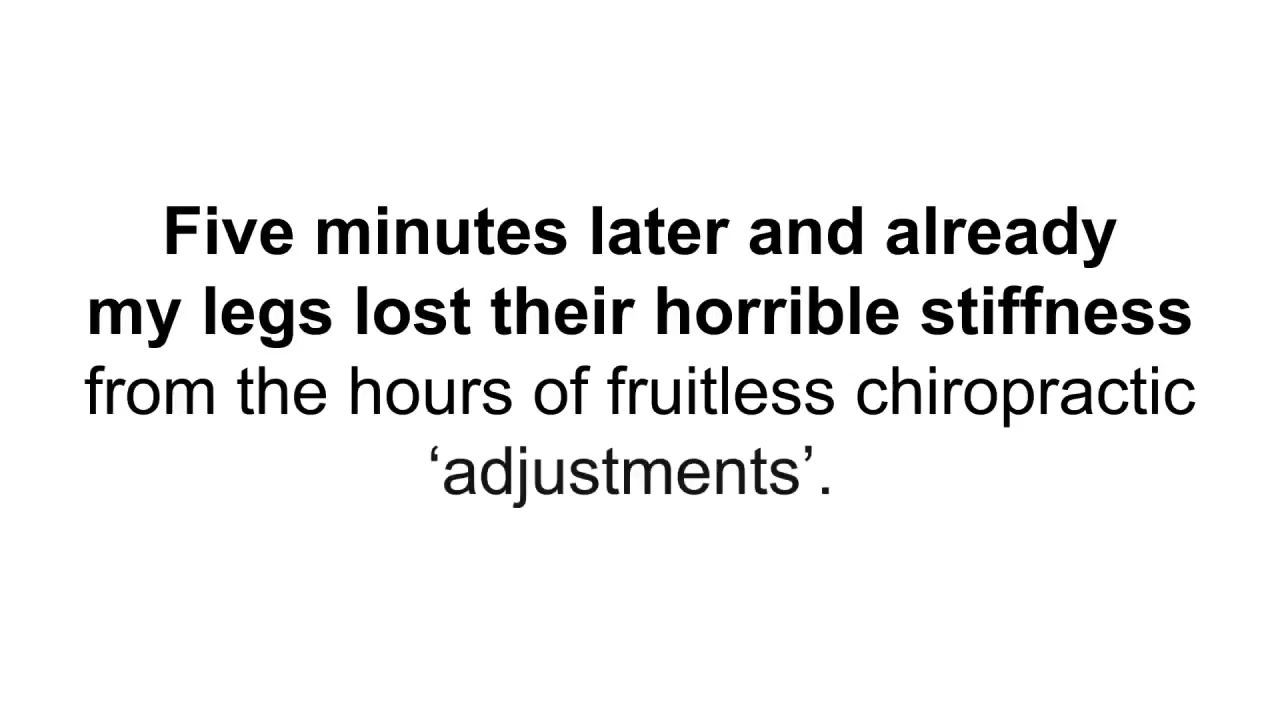 Five minutes later and already
my legs lost their horrible stiffness
from the hours of fruitless chiropractic
‘adjustments’.